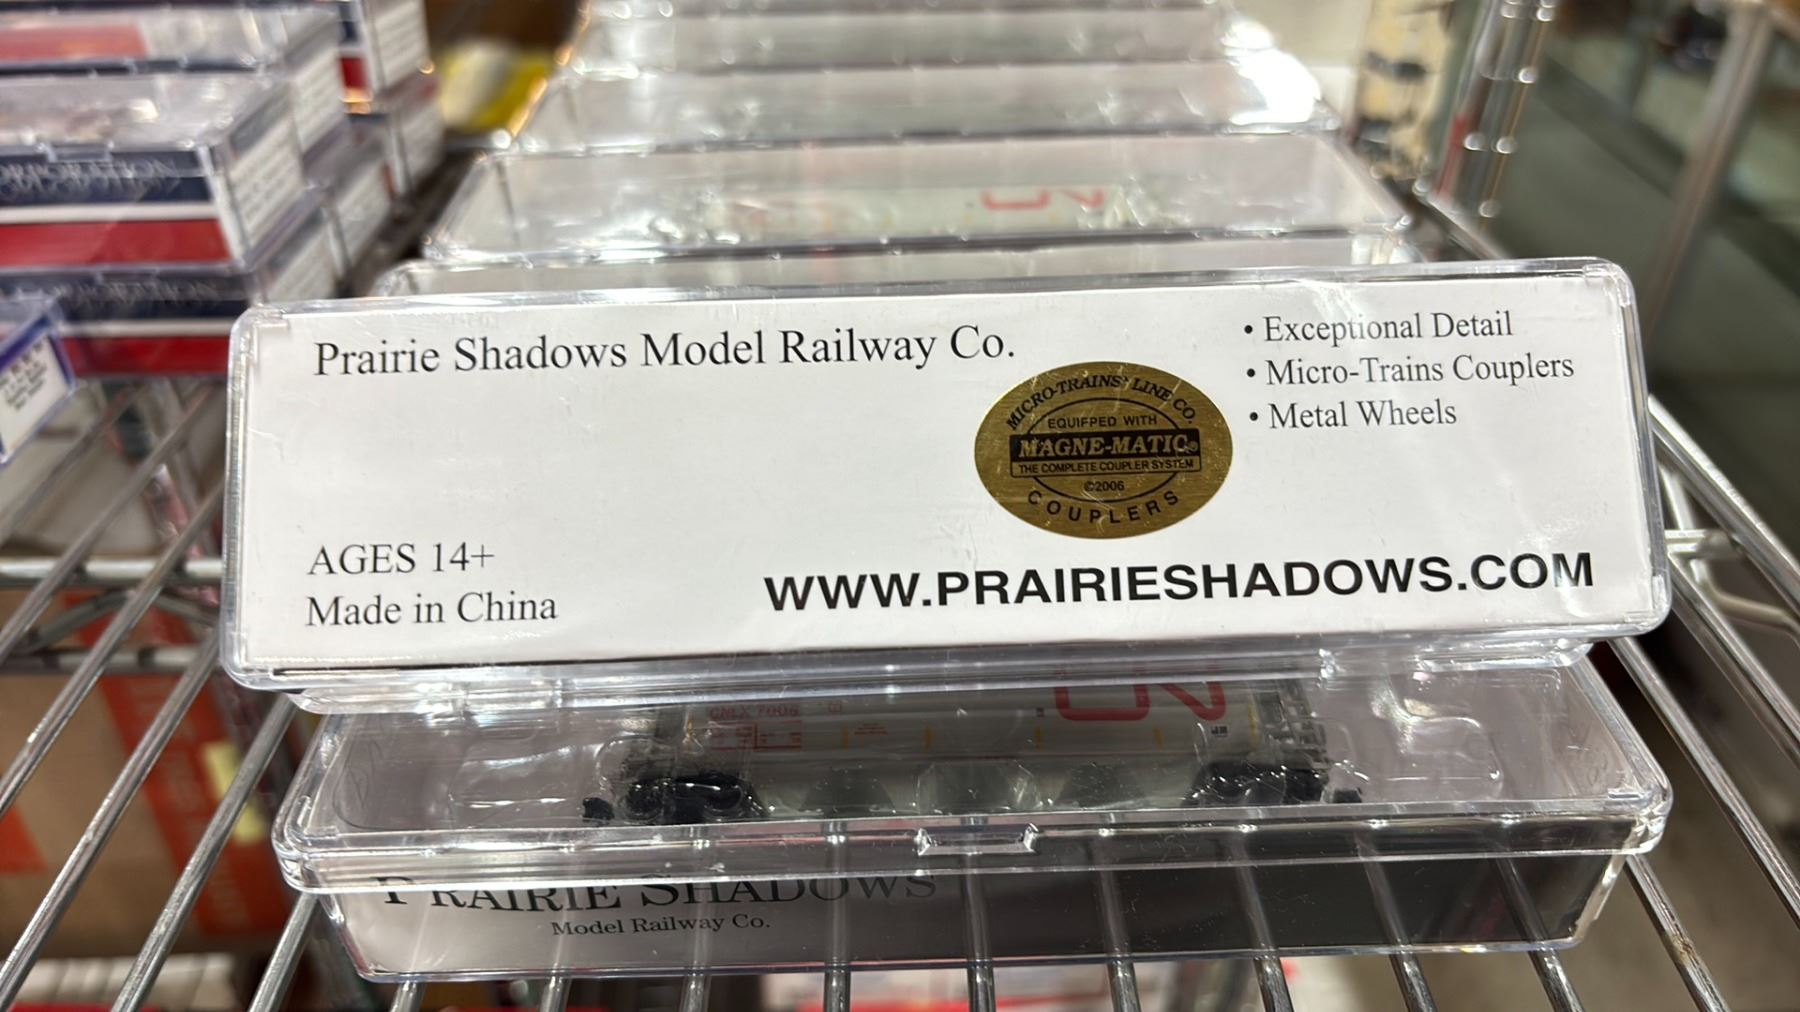 ORPORATION
Prairie Shadows Model Railway Co.
• Exceptional Detail
• Micro-Trains Couplers
• Metal Wheels
MICRO-TRAINS' LINE CO.
EQUIPPED WITH
MAGNE-MATIC®
THE COMPLETE COUPLER SYSTEM
©2006
COUPLERS
AGES 14+
Made in China
WWW.PRAIRIESHADOWS.COM
CN
CN
PRAIRIE SHADOWS
Model Railway Co.